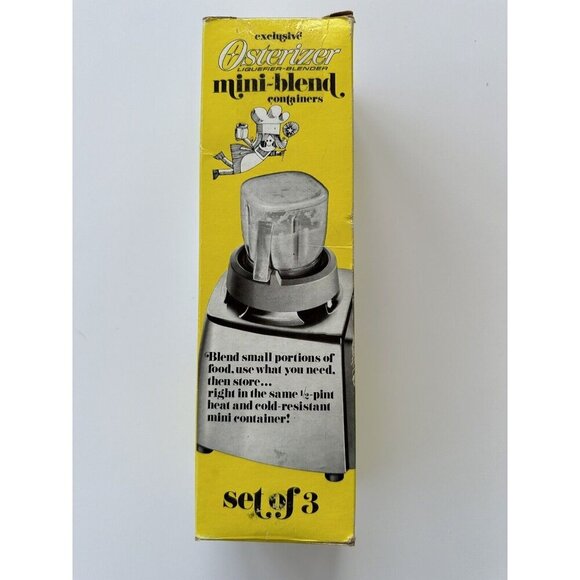 exclusive
Osterizer
LIQUEFIER-BLENDER
mini-blend
containers
Blend small portions of
food, use what you need,
then store...
right in the same 1/2-pint
heat and cold-resistant
mini container!
set of 3